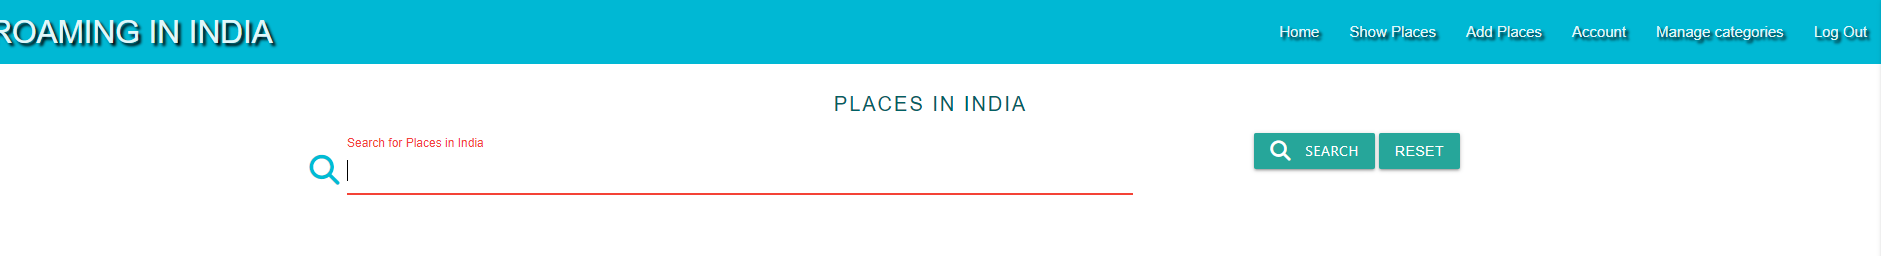 ROAMING IN INDIA
Home Show Places Add Places Account Manage categories Log Out
PLACES IN INDIA
Search for Places in India
SEARCH RESET